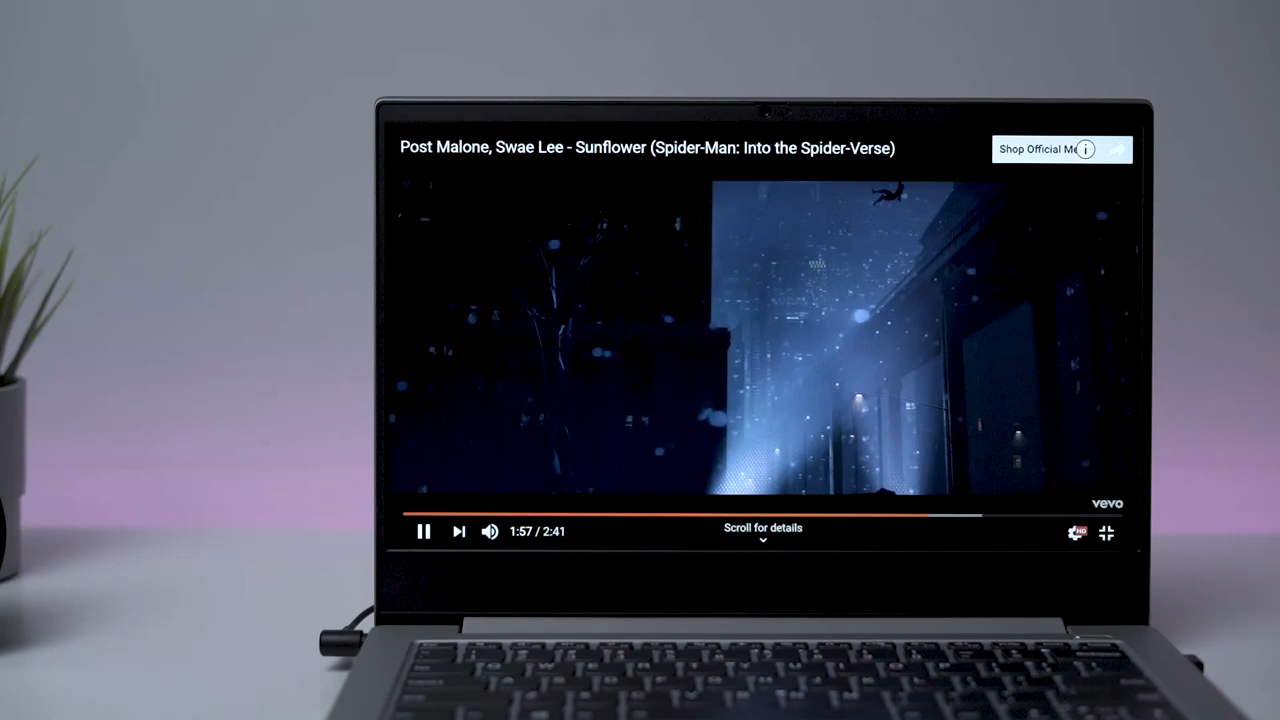 Post Malone, Swae Lee - Sunflower (Spider-Man: Into the Spider-Verse)
Shop Official Me
vevo
1:57 / 2:41
Scroll for details
HD